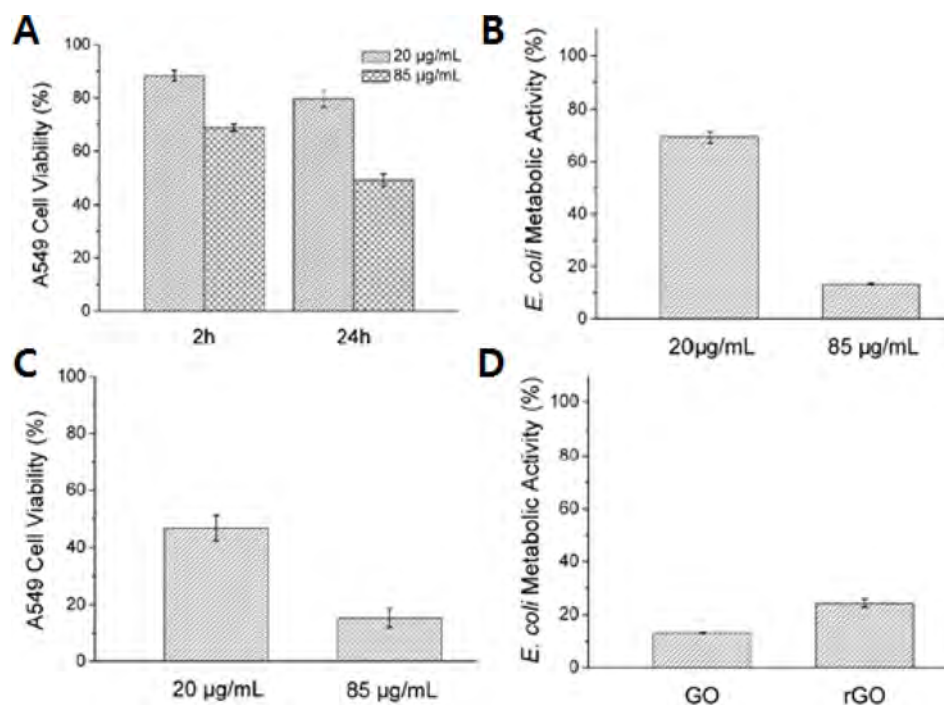 A
A549 Cell Viability (%)
100
80
60
40
20
0
20 µg/mL
85 µg/mL
2h
24h
B
E. coli Metabolic Activity (%)
100
80
60
40
20
0
20µg/mL
85 µg/mL
C
A549 Cell Viability (%)
100
80
60
40
20
0
20 µg/mL
85 µg/mL
D
E. coli Metabolic Activity (%)
100
80
60
40
20
0
GO
rGO